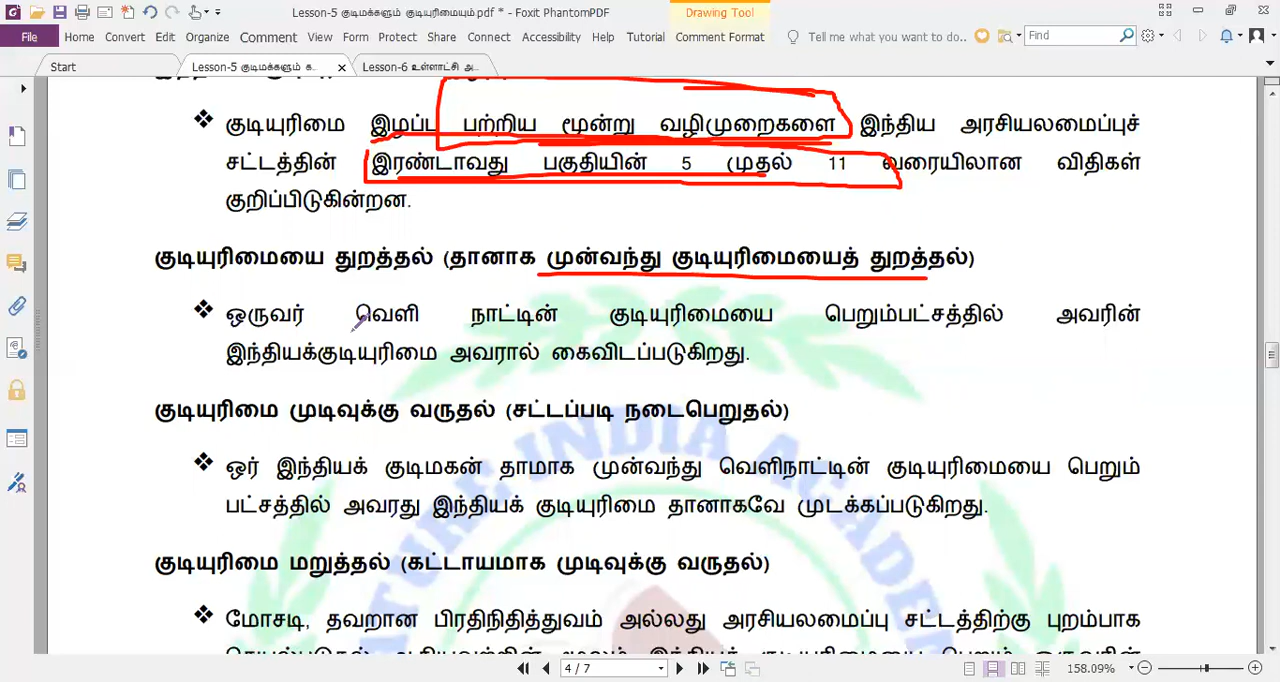 Lesson-5 குடிமக்களும் குடியுரிமையும்.pdf * - Foxit PhantomPDF
Drawing Tool
File Home Convert Edit Organize Comment View Form Protect Share Connect Accessibility Help Tutorial Comment Format Tell me what you want to do.. Find
Start Lesson-5 குடிமக்களும் க... Lesson-6 உள்ளாட்சி அ...
❖ குடியுரிமை இழப்பு பற்றிய மூன்று வழிமுறைகளை இந்திய அரசியலமைப்புச்
சட்டத்தின் இரண்டாவது பகுதியின் 5 முதல் 11 வரையிலான விதிகள்
குறிப்பிடுகின்றன.
குடியுரிமையை துறத்தல் (தானாக முன்வந்து குடியுரிமையைத் துறத்தல்)
❖ ஒருவர் வெளி நாட்டின் குடியுரிமையை பெறும்பட்சத்தில் அவரின்
இந்தியக்குடியுரிமை அவரால் கைவிடப்படுகிறது.
குடியுரிமை முடிவுக்கு வருதல் (சட்டப்படி நடைபெறுதல்)
❖ ஒர் இந்தியக் குடிமகன் தாமாக முன்வந்து வெளிநாட்டின் குடியுரிமையை பெறும்
பட்சத்தில் அவரது இந்தியக் குடியுரிமை தானாகவே முடக்கப்படுகிறது.
குடியுரிமை மறுத்தல் (கட்டாயமாக முடிவுக்கு வருதல்)
❖ மோசடி, தவறான பிரதிநிதித்துவம் அல்லது அரசியலமைப்பு சட்டத்திற்கு புறம்பாக
INDIA ACADEM
4 / 7
158.09%